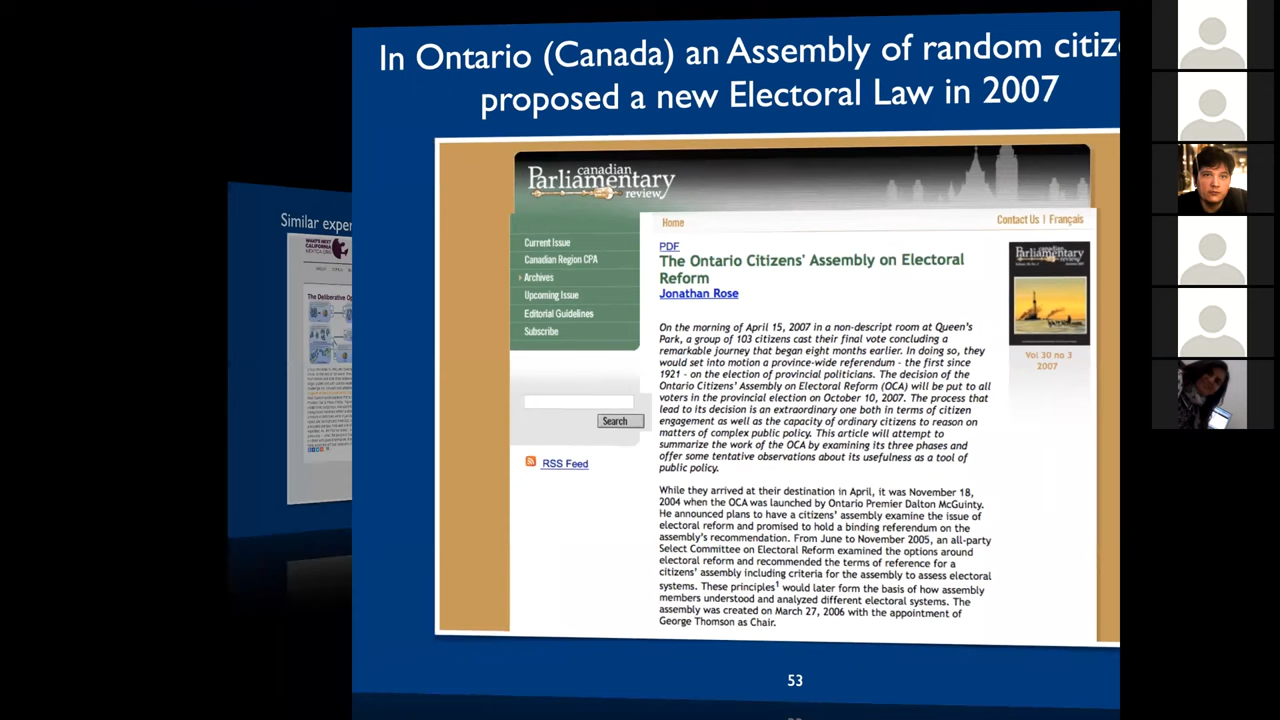 In Ontario (Canada) an Assembly of random citiz
proposed a new Electoral Law in 2007
Similar exper
WHAT'S NEXT
CALIFORNIA
The Deliberative Op
canadian
Parliamentary
review
Home
Contact Us | Français
Current Issue
Canadian Region CPA
Archives
Upcoming Issue
Editorial Guidelines
Subscribe
Search
RSS Feed
PDF
The Ontario Citizens' Assembly on Electoral
Reform
Jonathan Rose
On the morning of April 15, 2007 in a non-descript room at Queen's
Park, a group of 103 citizens cast their final vote concluding a
remarkable journey that began eight months earlier. In doing so, they
would set into motion a province-wide referendum - the first since
1921 - on the election of provincial politicians. The decision of the
Ontario Citizens' Assembly on Electoral Reform (OCA) will be put to all
voters in the provincial election on October 10, 2007. The process that
lead to its decision is an extraordinary one both in terms of citizen
engagement as well as the capacity of ordinary citizens to reason on
matters of complex public policy. This article will attempt to
summarize the work of the OCA by examining its three phases and
offer some tentative observations about its usefulness as a tool of
public policy.
While they arrived at their destination in April, it was November 18,
2004 when the OCA was launched by Ontario Premier Dalton McGuinty.
He announced plans to have a citizens' assembly examine the issue of
electoral reform and promised to hold a binding referendum on the
assembly's recommendation. From June to November 2005, an all-party
Select Committee on Electoral Reform examined the options around
electoral reform and recommended the terms of reference for a
citizens' assembly including criteria for the assembly to assess electoral
systems. These principles1 would later form the basis of how assembly
members understood and analyzed different electoral systems. The
assembly was created on March 27, 2006 with the appointment of
George Thomson as Chair.
canadian
Parliamentary
review
Vol 30 no 3
2007
53